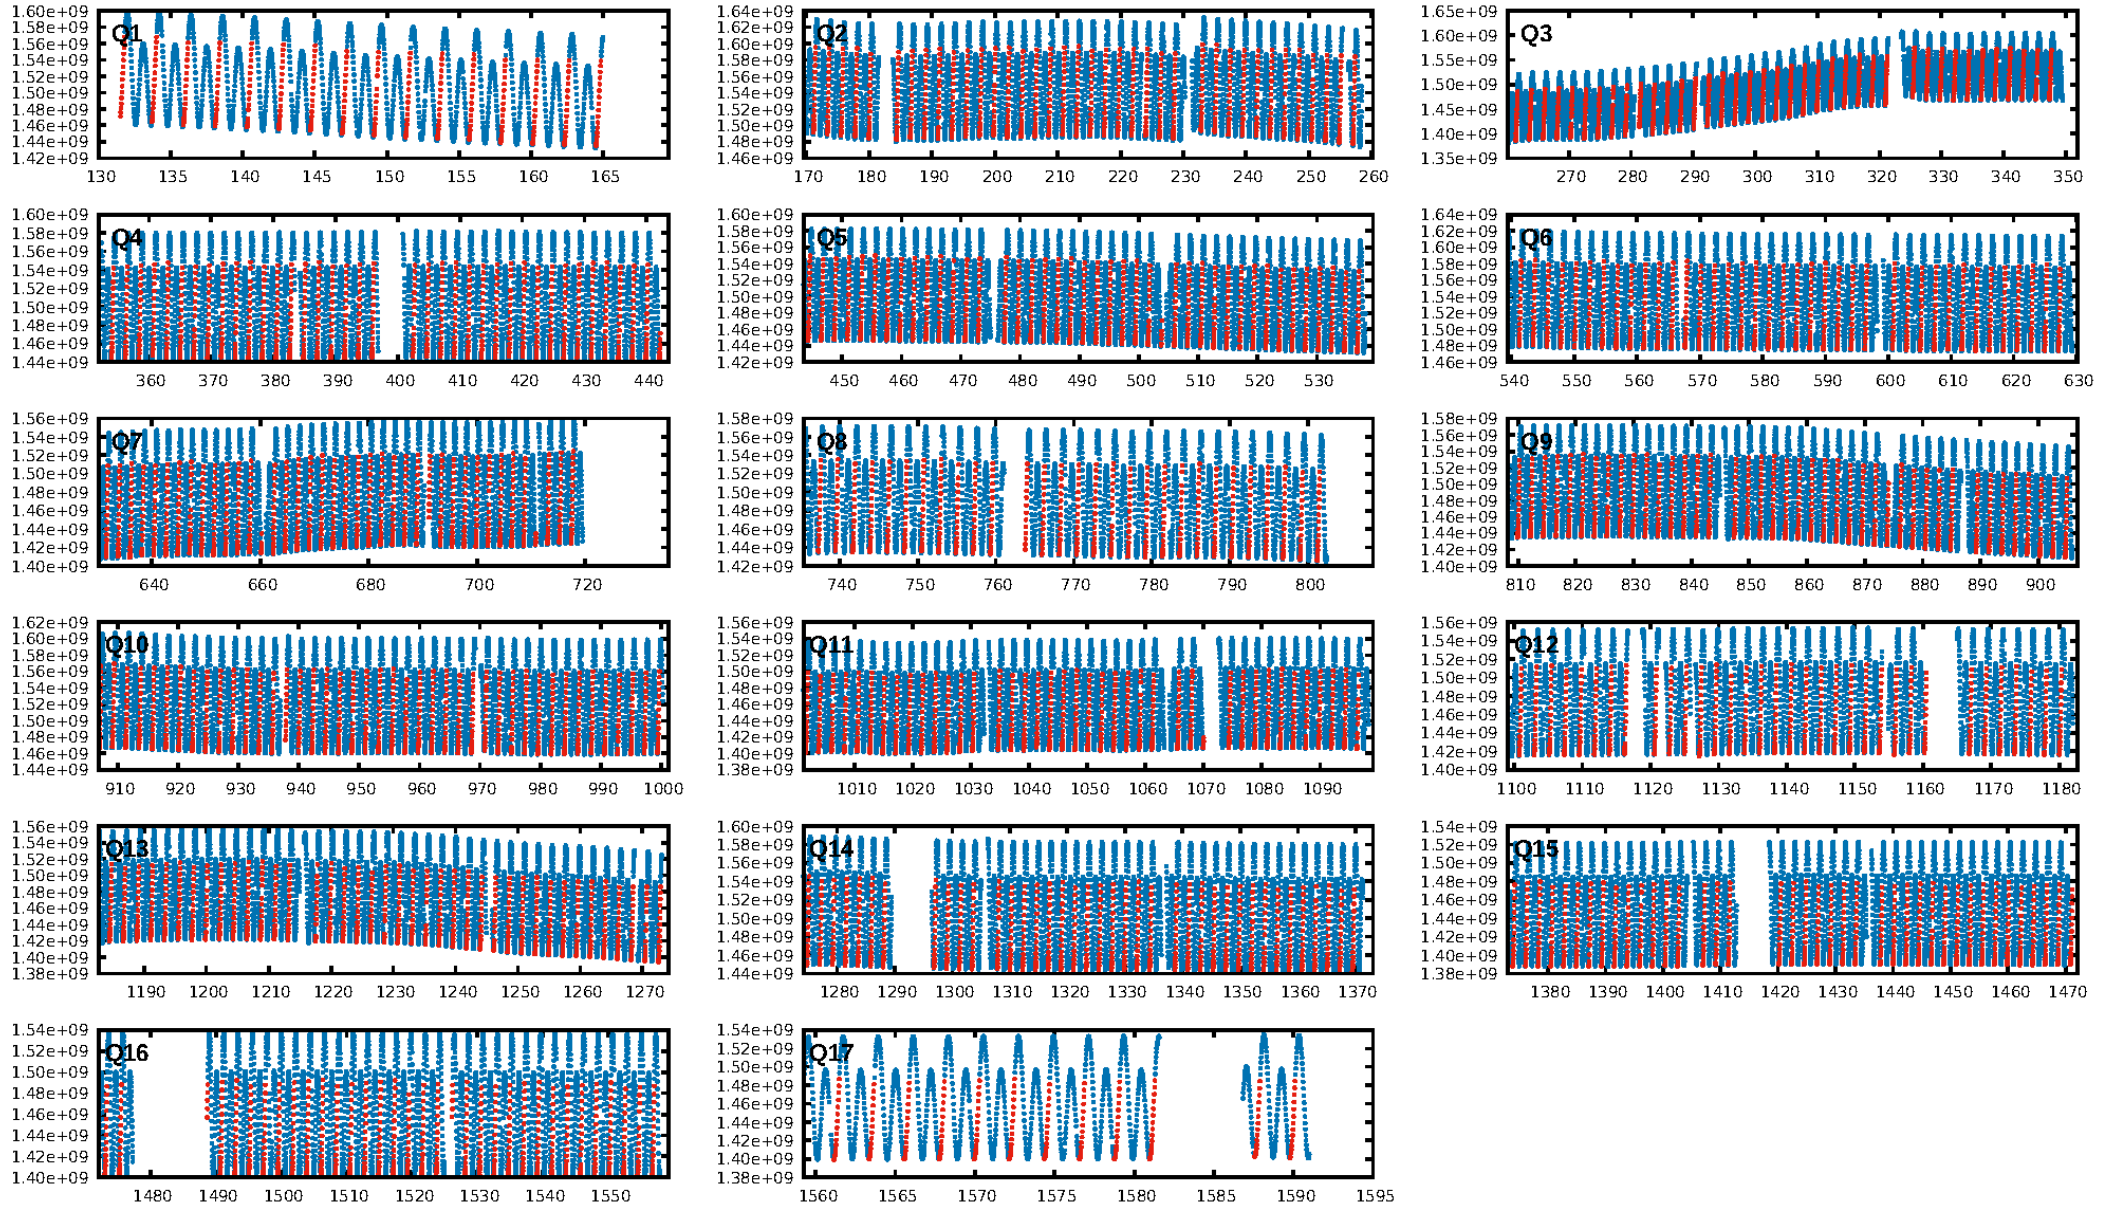 1.60e+09 1.58e+09 1.56e+09 1.54e+09 1.52e+09 1.50e+09 1.48e+09 1.46e+09 1.44e+09 1.42e+09
Q1
130 135 140 145 150 155 160 165
1.64e+09 1.62e+09 1.60e+09 1.58e+09 1.56e+09 1.54e+09 1.52e+09 1.50e+09 1.48e+09 1.46e+09
Q2
170 180 190 200 210 220 230 240 250 260
1.65e+09 1.60e+09 1.55e+09 1.50e+09 1.45e+09 1.40e+09 1.35e+09
Q3
270 280 290 300 310 320 330 340 350
1.60e+09 1.58e+09 1.56e+09 1.54e+09 1.52e+09 1.50e+09 1.48e+09 1.46e+09 1.44e+09
Q4
360 370 380 390 400 410 420 430 440
1.60e+09 1.58e+09 1.56e+09 1.54e+09 1.52e+09 1.50e+09 1.48e+09 1.46e+09 1.44e+09 1.42e+09
Q5
450 460 470 480 490 500 510 520 530
1.64e+09 1.62e+09 1.60e+09 1.58e+09 1.56e+09 1.54e+09 1.52e+09 1.50e+09 1.48e+09 1.46e+09
Q6
540 550 560 570 580 590 600 610 620 630
1.56e+09 1.54e+09 1.52e+09 1.50e+09 1.48e+09 1.46e+09 1.44e+09 1.42e+09 1.40e+09
Q7
640 660 680 700 720
1.58e+09 1.56e+09 1.54e+09 1.52e+09 1.50e+09 1.48e+09 1.46e+09 1.44e+09 1.42e+09
Q8
740 750 760 770 780 790 800
1.58e+09 1.56e+09 1.54e+09 1.52e+09 1.50e+09 1.48e+09 1.46e+09 1.44e+09 1.42e+09 1.40e+09
Q9
810 820 830 840 850 860 870 880 890 900
1.62e+09 1.60e+09 1.58e+09 1.56e+09 1.54e+09 1.52e+09 1.50e+09 1.48e+09 1.46e+09 1.44e+09
Q10
910 920 930 940 950 960 970 980 990 1000
1.56e+09 1.54e+09 1.52e+09 1.50e+09 1.48e+09 1.46e+09 1.44e+09 1.42e+09 1.40e+09 1.38e+09
Q11
1010 1020 1030 1040 1050 1060 1070 1080 1090
1.56e+09 1.54e+09 1.52e+09 1.50e+09 1.48e+09 1.46e+09 1.44e+09 1.42e+09 1.40e+09
Q12
1100 1110 1120 1130 1140 1150 1160 1170 1180
1.56e+09 1.54e+09 1.52e+09 1.50e+09 1.48e+09 1.46e+09 1.44e+09 1.42e+09 1.40e+09 1.38e+09
Q13
1190 1200 1210 1220 1230 1240 1250 1260 1270
1.60e+09 1.58e+09 1.56e+09 1.54e+09 1.52e+09 1.50e+09 1.48e+09 1.46e+09 1.44e+09
Q14
1280 1290 1300 1310 1320 1330 1340 1350 1360 1370
1.54e+09 1.52e+09 1.50e+09 1.48e+09 1.46e+09 1.44e+09 1.42e+09 1.40e+09 1.38e+09
Q15
1380 1390 1400 1410 1420 1430 1440 1450 1460 1470
1.54e+09 1.52e+09 1.50e+09 1.48e+09 1.46e+09 1.44e+09 1.42e+09 1.40e+09
Q16
1480 1490 1500 1510 1520 1530 1540 1550
1.54e+09 1.52e+09 1.50e+09 1.48e+09 1.46e+09 1.44e+09 1.42e+09 1.40e+09 1.38e+09
Q17
1560 1565 1570 1575 1580 1585 1590 1595